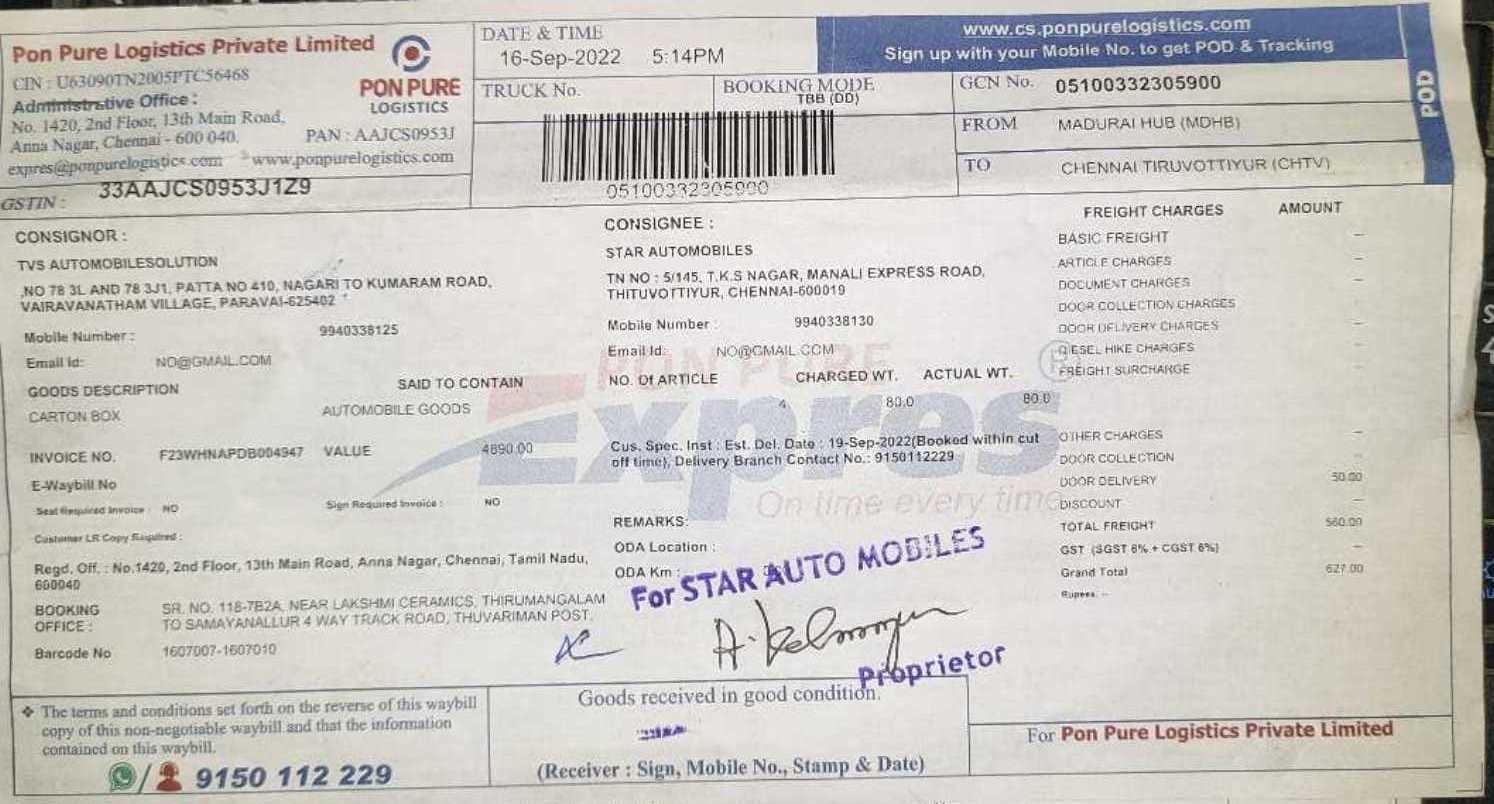 Pon Pure Logistics Private Limited
CIN : U63090TN2005PTC56468
Administrative Office :
No. 1420, 2nd Floor, 13th Main Road,
Anna Nagar, Chennai - 600 040.
PAN : AAJCS0953J
expres@ponpurelogistics.com www.ponpurelogistics.com
PON PURE
LOGISTICS
GSTIN : 33AAJCS0953J1Z9
DATE & TIME
16-Sep-2022 5:14PM
TRUCK No.
BOOKING MODE
TBB (DD)
05100332305900
www.cs.ponpurelogistics.com
Sign up with your Mobile No. to get POD & Tracking
GCN No. 05100332305900
FROM MADURAI HUB (MDHB)
TO CHENNAI TIRUVOTTIYUR (CHTV)
POD
CONSIGNOR :
TVS AUTOMOBILESOLUTION
,NO 78 3L AND 78 3J1, PATTA NO 410, NAGARI TO KUMARAM ROAD,
VAIRAVANATHAM VILLAGE, PARAVAI-625402
Mobile Number : 9940338125
Email Id: NO@GMAIL.COM
GOODS DESCRIPTION SAID TO CONTAIN
CARTON BOX AUTOMOBILE GOODS
INVOICE NO. F23WHNAPDB004947 VALUE 4890.00
E-Waybill No
Seal Required Invoice : NO Sign Required Invoice : NO
Customer LR Copy Required :
Regd. Off. : No.1420, 2nd Floor, 13th Main Road, Anna Nagar, Chennai, Tamil Nadu,
600040
BOOKING OFFICE : SR. NO. 118-7B2A, NEAR LAKSHMI CERAMICS, THIRUMANGALAM
TO SAMAYANALLUR 4 WAY TRACK ROAD, THUVARIMAN POST.
Barcode No 1607007-1607010
CONSIGNEE :
STAR AUTOMOBILES
TN NO : 5/145, T.K.S NAGAR, MANALI EXPRESS ROAD,
THITUVOTTIYUR, CHENNAI-600019
Mobile Number : 9940338130
Email Id: NO@GMAIL.COM
PON PURE
Expres
®
On time every time
NO. Of ARTICLE CHARGED WT. ACTUAL WT.
4 80.0 80.0
Cus. Spec. Inst : Est. Del. Date : 19-Sep-2022(Booked within cut
off time), Delivery Branch Contact No.: 9150112229
REMARKS:
ODA Location :
ODA Km :
For STAR AUTO MOBILES
Proprietor
FREIGHT CHARGES AMOUNT
BASIC FREIGHT –
ARTICLE CHARGES –
DOCUMENT CHARGES –
DOOR COLLECTION CHARGES –
DOOR DELIVERY CHARGES –
DIESEL HIKE CHARGES –
FREIGHT SURCHARGE –
OTHER CHARGES –
DOOR COLLECTION –
DOOR DELIVERY 50.00
DISCOUNT –
TOTAL FREIGHT 560.00
GST (SGST 6% + CGST 6%) –
Grand Total 627.00
Rupees. --
❖ The terms and conditions set forth on the reverse of this waybill
copy of this non-negotiable waybill and that the information
contained on this waybill.
/ 9150 112 229
Goods received in good condition.
(Receiver : Sign, Mobile No., Stamp & Date)
For Pon Pure Logistics Private Limited